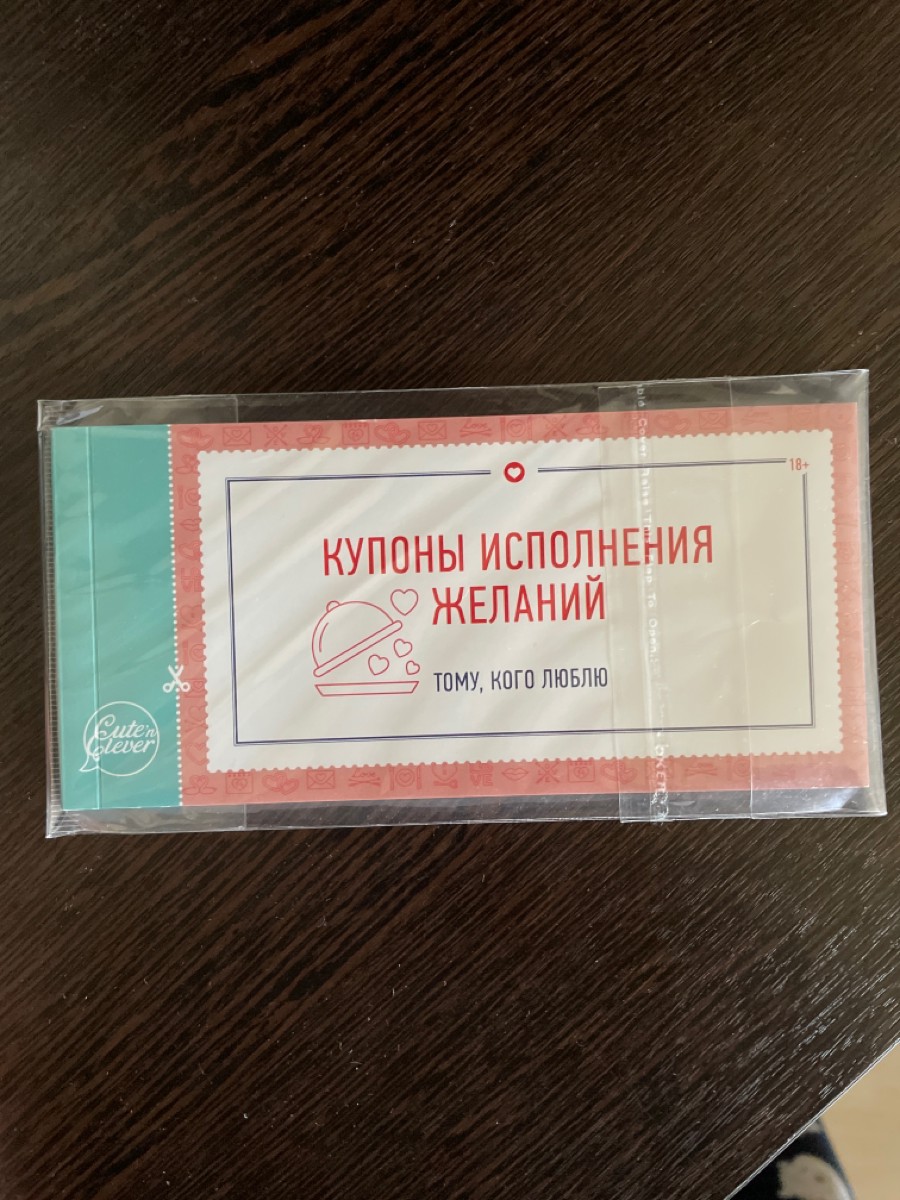 18+
КУПОНЫ ИСПОЛНЕНИЯ
ЖЕЛАНИЙ
ТОМУ, КОГО ЛЮБЛЮ
Cute'n
Clever